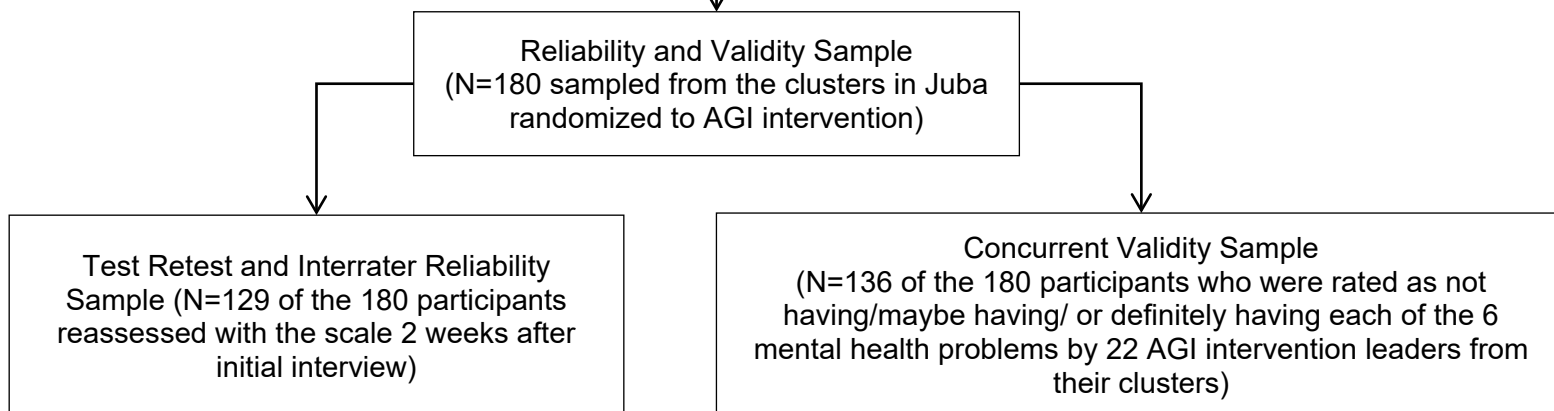 Reliability and Validity Sample
(N=180 sampled from the clusters in Juba
randomized to AGI intervention)
Test Retest and Interrater Reliability
Sample (N=129 of the 180 participants
reassessed with the scale 2 weeks after
initial interview)
Concurrent Validity Sample
(N=136 of the 180 participants who were rated as not
having/maybe having/ or definitely having each of the 6
mental health problems by 22 AGI intervention leaders from
their clusters)